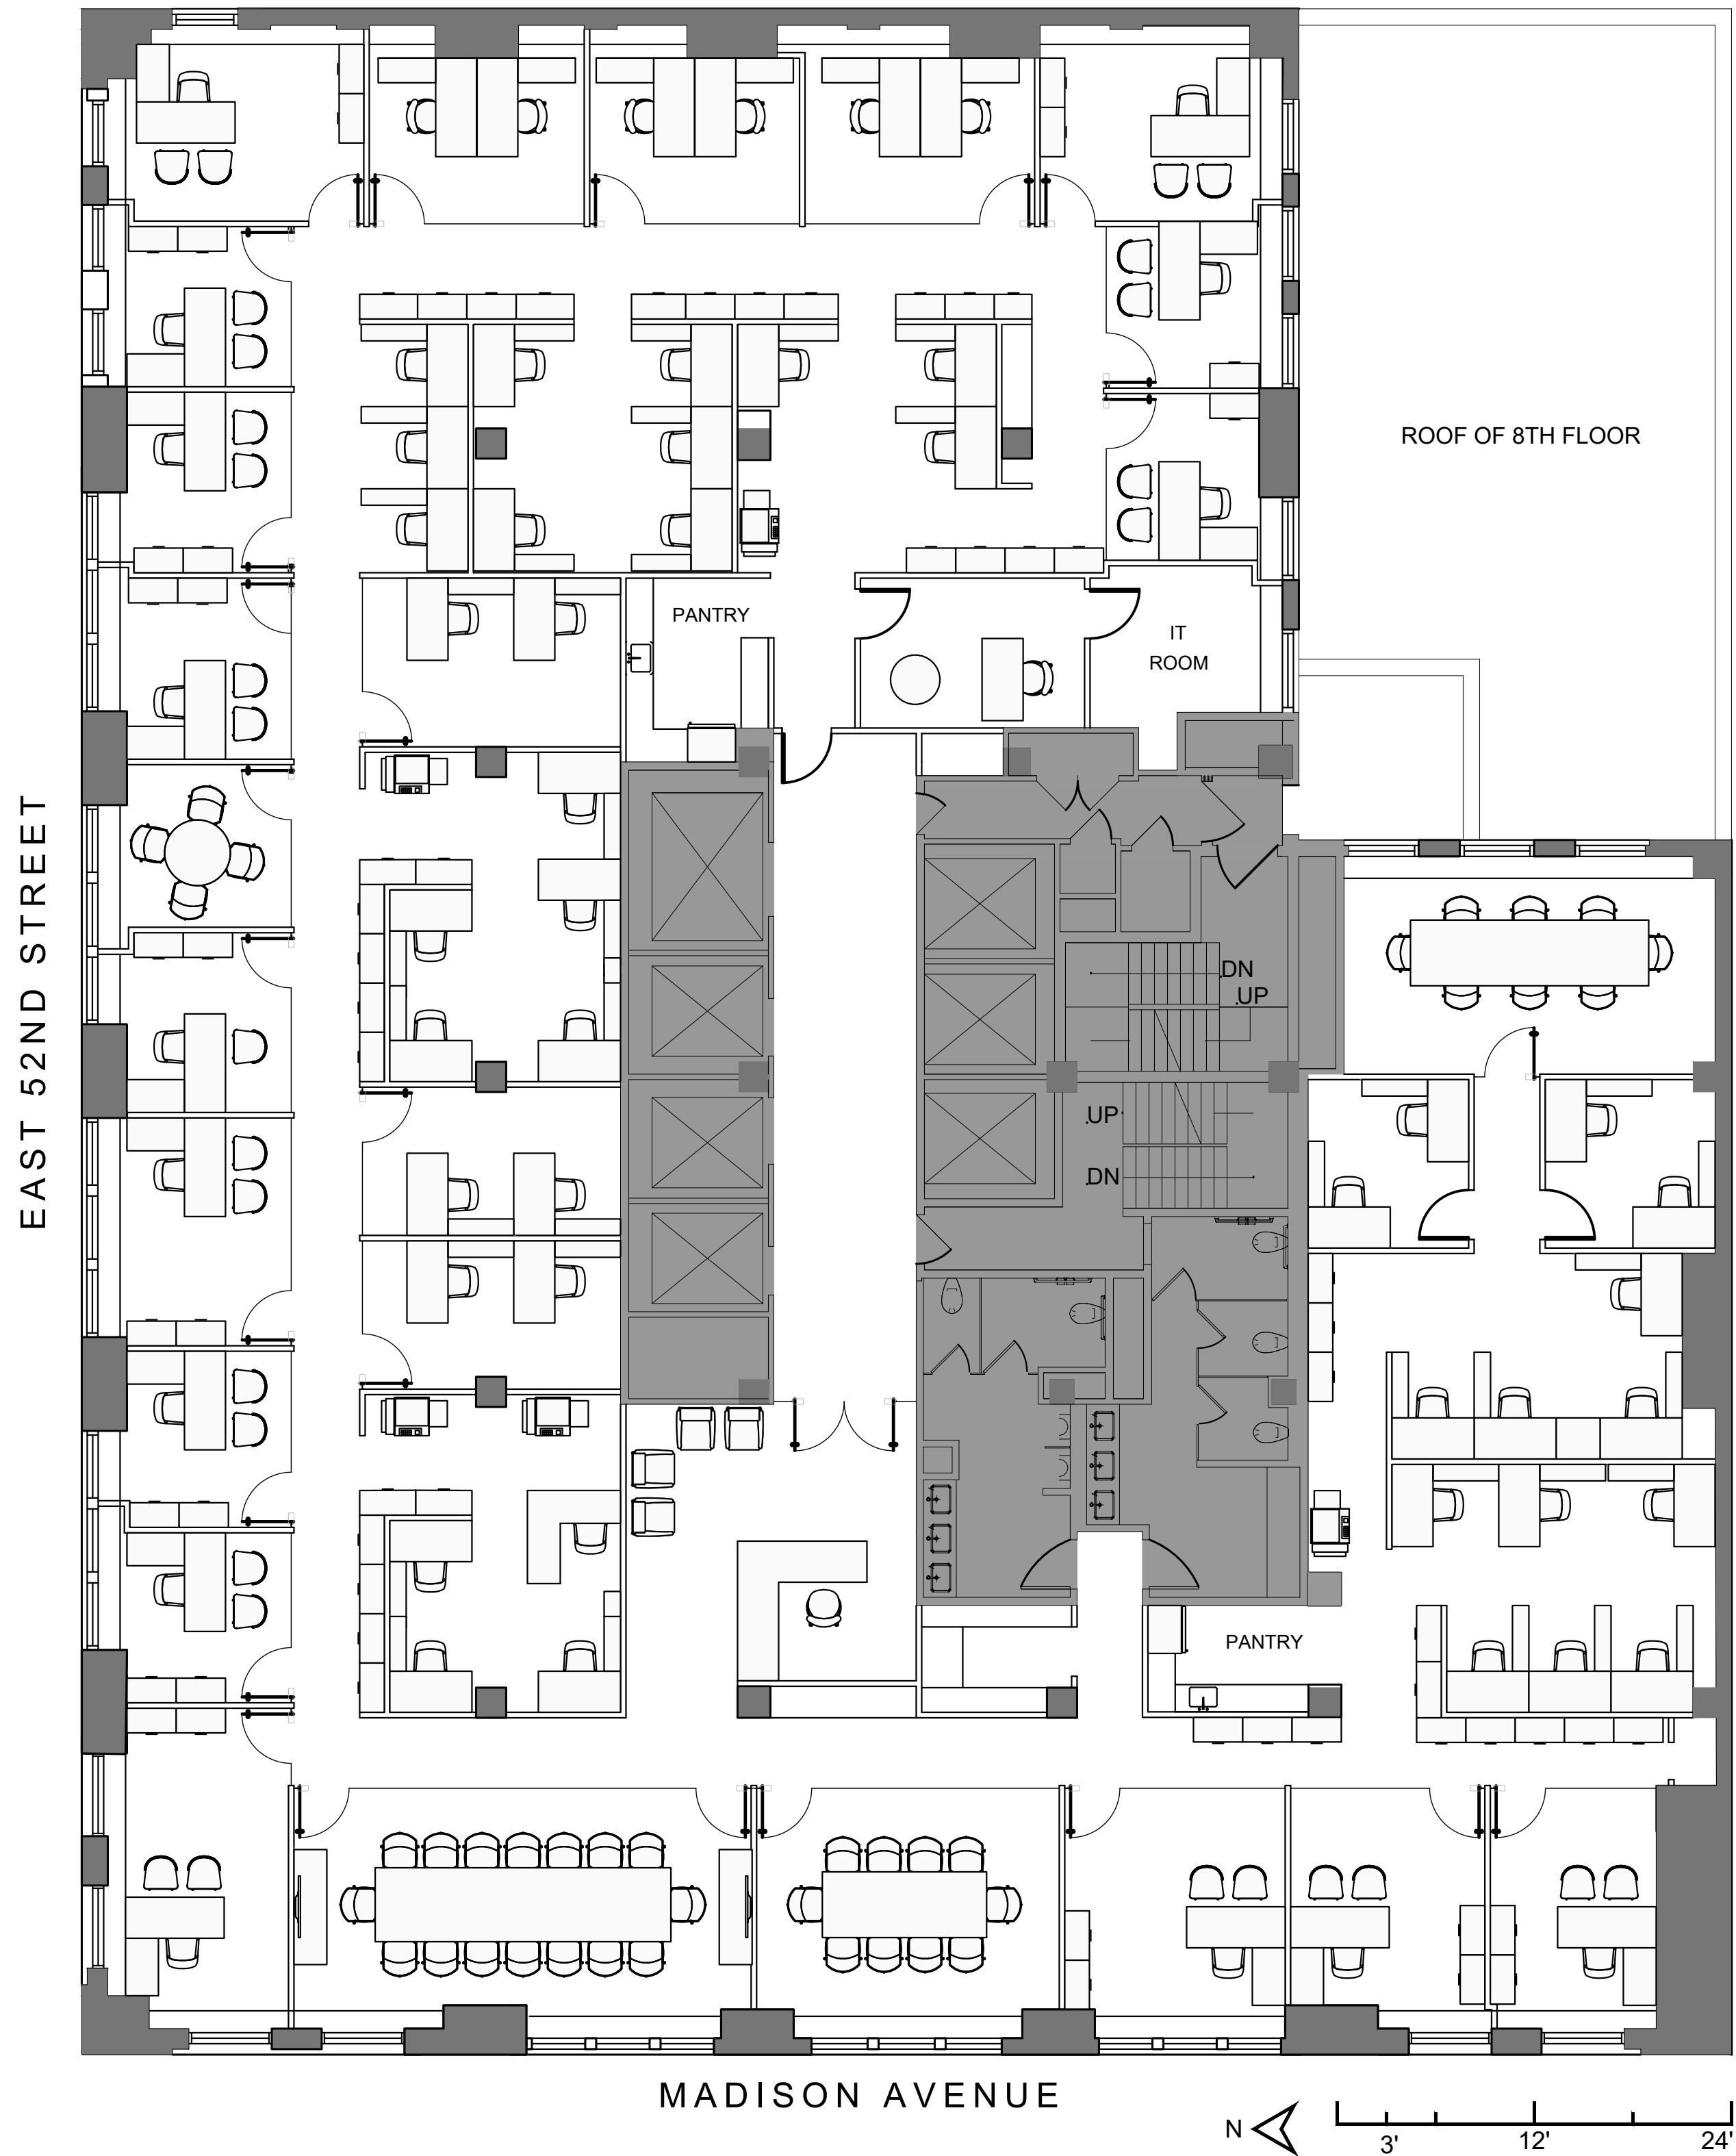 ROOF OF 8TH FLOOR
PANTRY
IT
ROOM
EAST 52ND STREET
DN
UP
UP
DN
PANTRY
MADISON AVENUE
N
3'
12'
24'